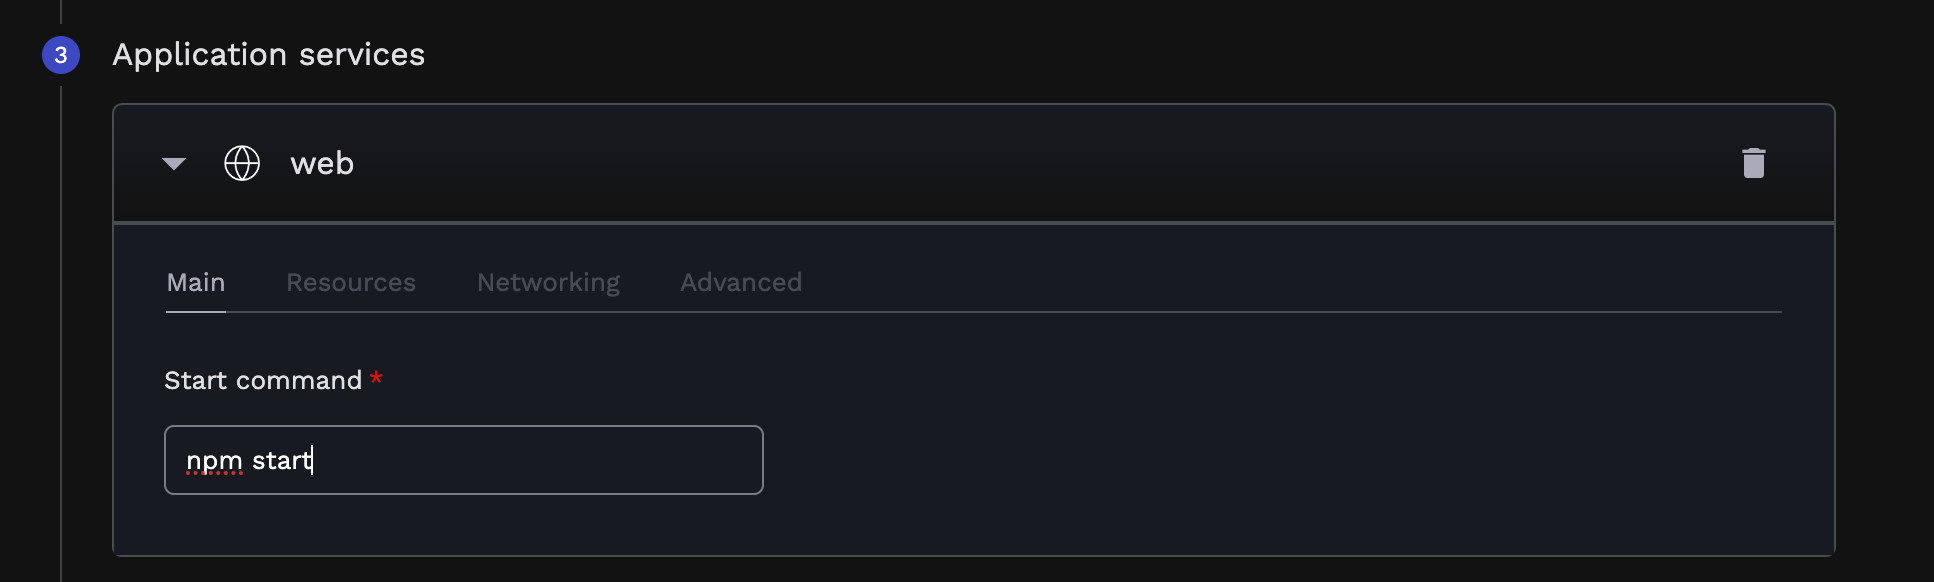 3 Application services
web
Main Resources Networking Advanced
Start command *
npm start